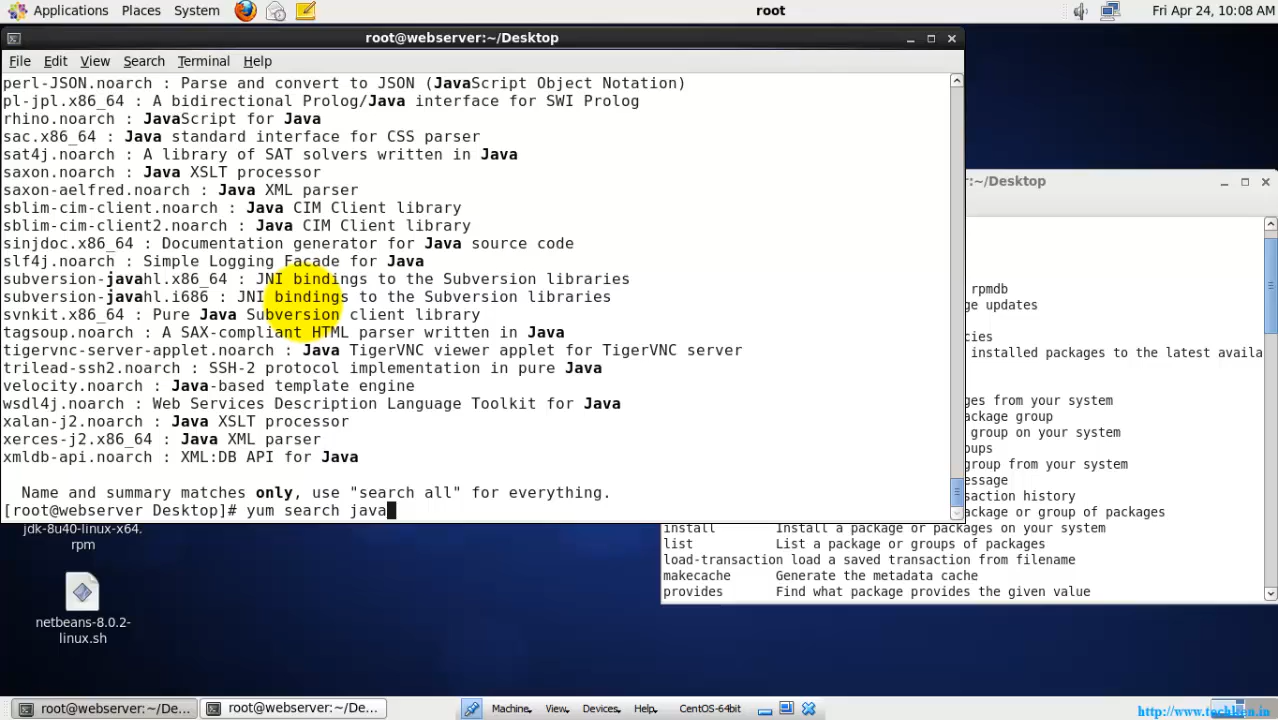 Applications Places System root Fri Apr 24, 10:08 AM
root@webserver:~/Desktop
File Edit View Search Terminal Help
perl-JSON.noarch : Parse and convert to JSON (JavaScript Object Notation)
pl-jpl.x86_64 : A bidirectional Prolog/Java interface for SWI Prolog
rhino.noarch : JavaScript for Java
sac.x86_64 : Java standard interface for CSS parser
sat4j.noarch : A library of SAT solvers written in Java
saxon.noarch : Java XSLT processor
saxon-aelfred.noarch : Java XML parser
sblim-cim-client.noarch : Java CIM Client library
sblim-cim-client2.noarch : Java CIM Client library
sinjdoc.x86_64 : Documentation generator for Java source code
slf4j.noarch : Simple Logging Facade for Java
subversion-javahl.x86_64 : JNI bindings to the Subversion libraries
subversion-javahl.i686 : JNI bindings to the Subversion libraries
svnkit.x86_64 : Pure Java Subversion client library
tagsoup.noarch : A SAX-compliant HTML parser written in Java
tigervnc-server-applet.noarch : Java TigerVNC viewer applet for TigerVNC server
trilead-ssh2.noarch : SSH-2 protocol implementation in pure Java
velocity.noarch : Java-based template engine
wsdl4j.noarch : Web Services Description Language Toolkit for Java
xalan-j2.noarch : Java XSLT processor
xerces-j2.x86_64 : Java XML parser
xmldb-api.noarch : XML:DB API for Java
Name and summary matches only, use "search all" for everything.
[root@webserver Desktop]# yum search java
:~/Desktop
rpmdb
ge updates
cies
installed packages to the latest availa
ges from your system
package group
group on your system
oups
group from your system
essage
saction history
package or group of packages
install Install a package or packages on your system
list List a package or groups of packages
load-transaction load a saved transaction from filename
makecache Generate the metadata cache
provides Find what package provides the given value
jdk-8u40-linux-x64.
rpm
netbeans-8.0.2-
linux.sh
root@webserver:~/De... root@webserver:~/De... Machine View Devices Help CentOS-64bit
http://www.techken.in